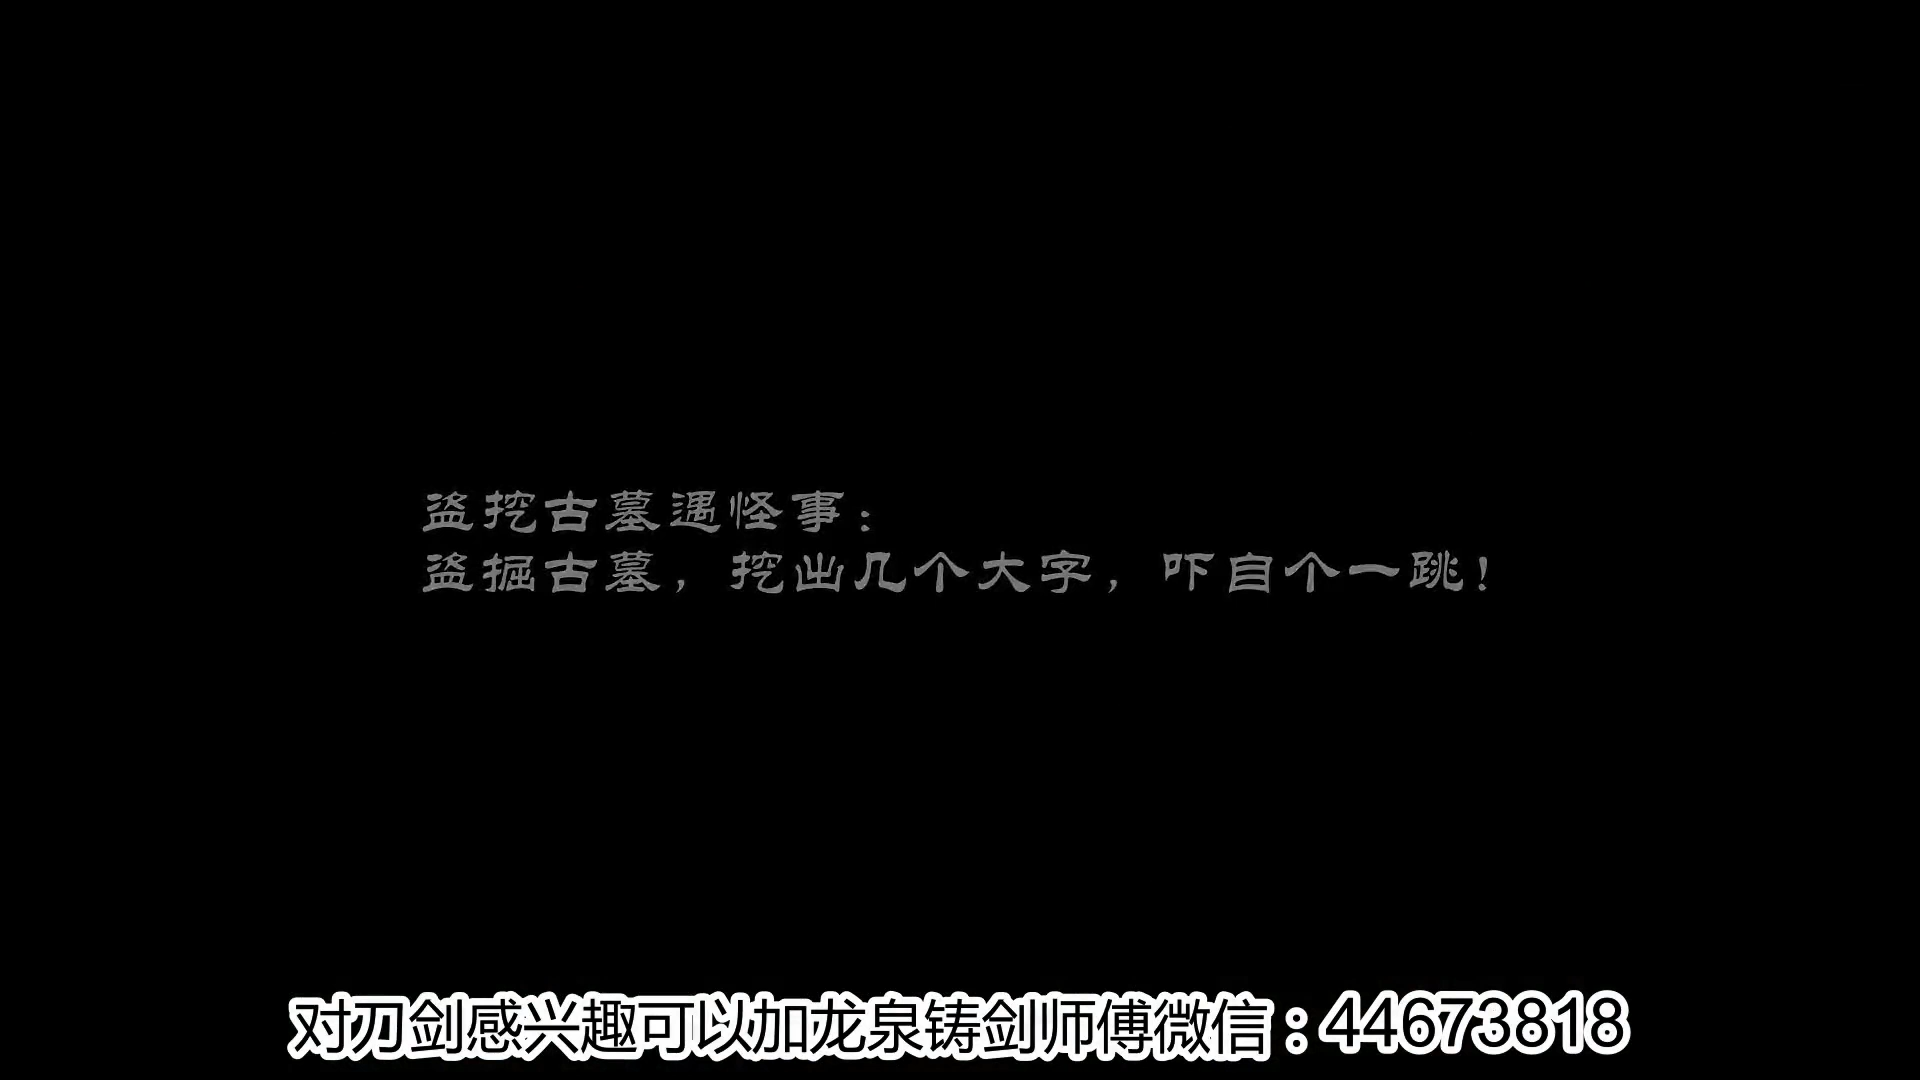 盗挖古墓遇怪事：
盗掘古墓，挖出几个大字，吓自个一跳！
对刀剑感兴趣可以加龙泉铸剑师傅微信：44673818